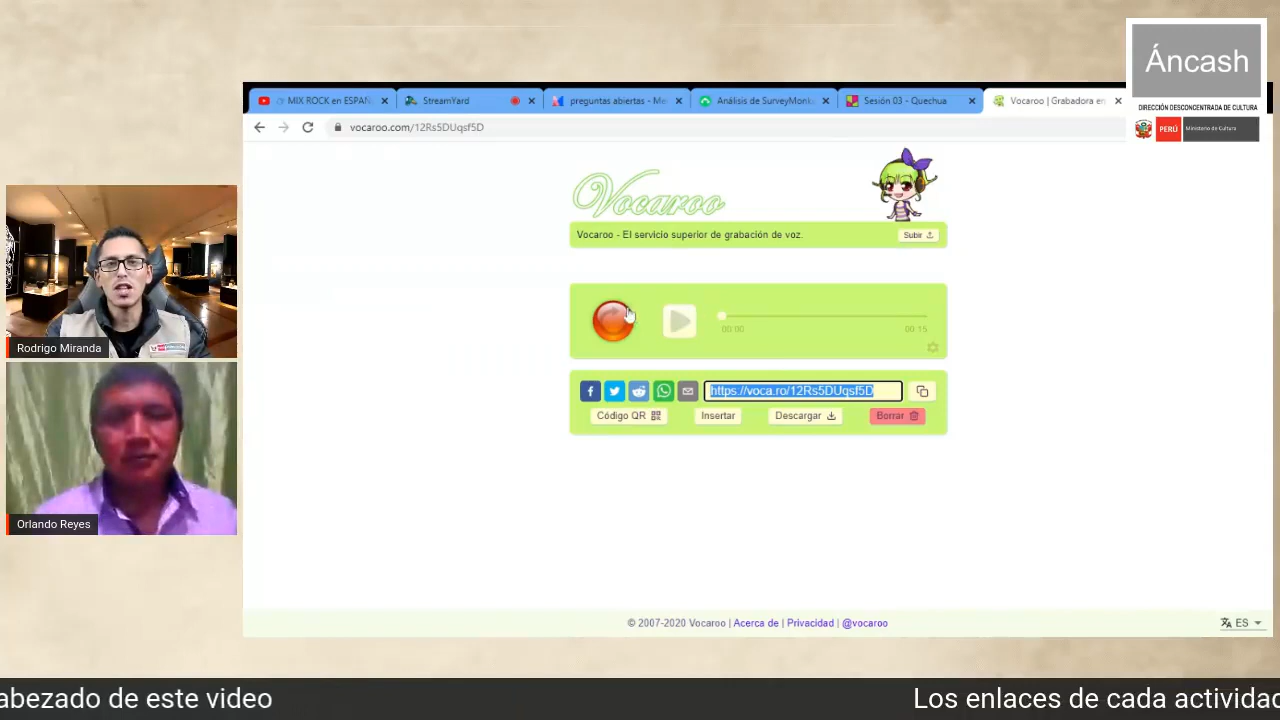 Áncash
DIRECCIÓN DESCONCENTRADA DE CULTURA
PERÚ Ministerio de Cultura
MIX ROCK en ESPAÑ
StreamYard
preguntas abiertas - Me
Análisis de SurveyMonk
Sesión 03 - Quechua
Vocaroo | Grabadora en
vocaroo.com/12Rs5DUqsf5D
Vocaroo
Vocaroo - El servicio superior de grabación de voz.
Subir
00:00
00:15
https://voca.ro/12Rs5DUqsf5D
Código QR
Insertar
Descargar
Borrar
Rodrigo Miranda
Orlando Reyes
© 2007-2020 Vocaroo | Acerca de | Privacidad | @vocaroo
ES
abezado de este video
Los enlaces de cada actividad